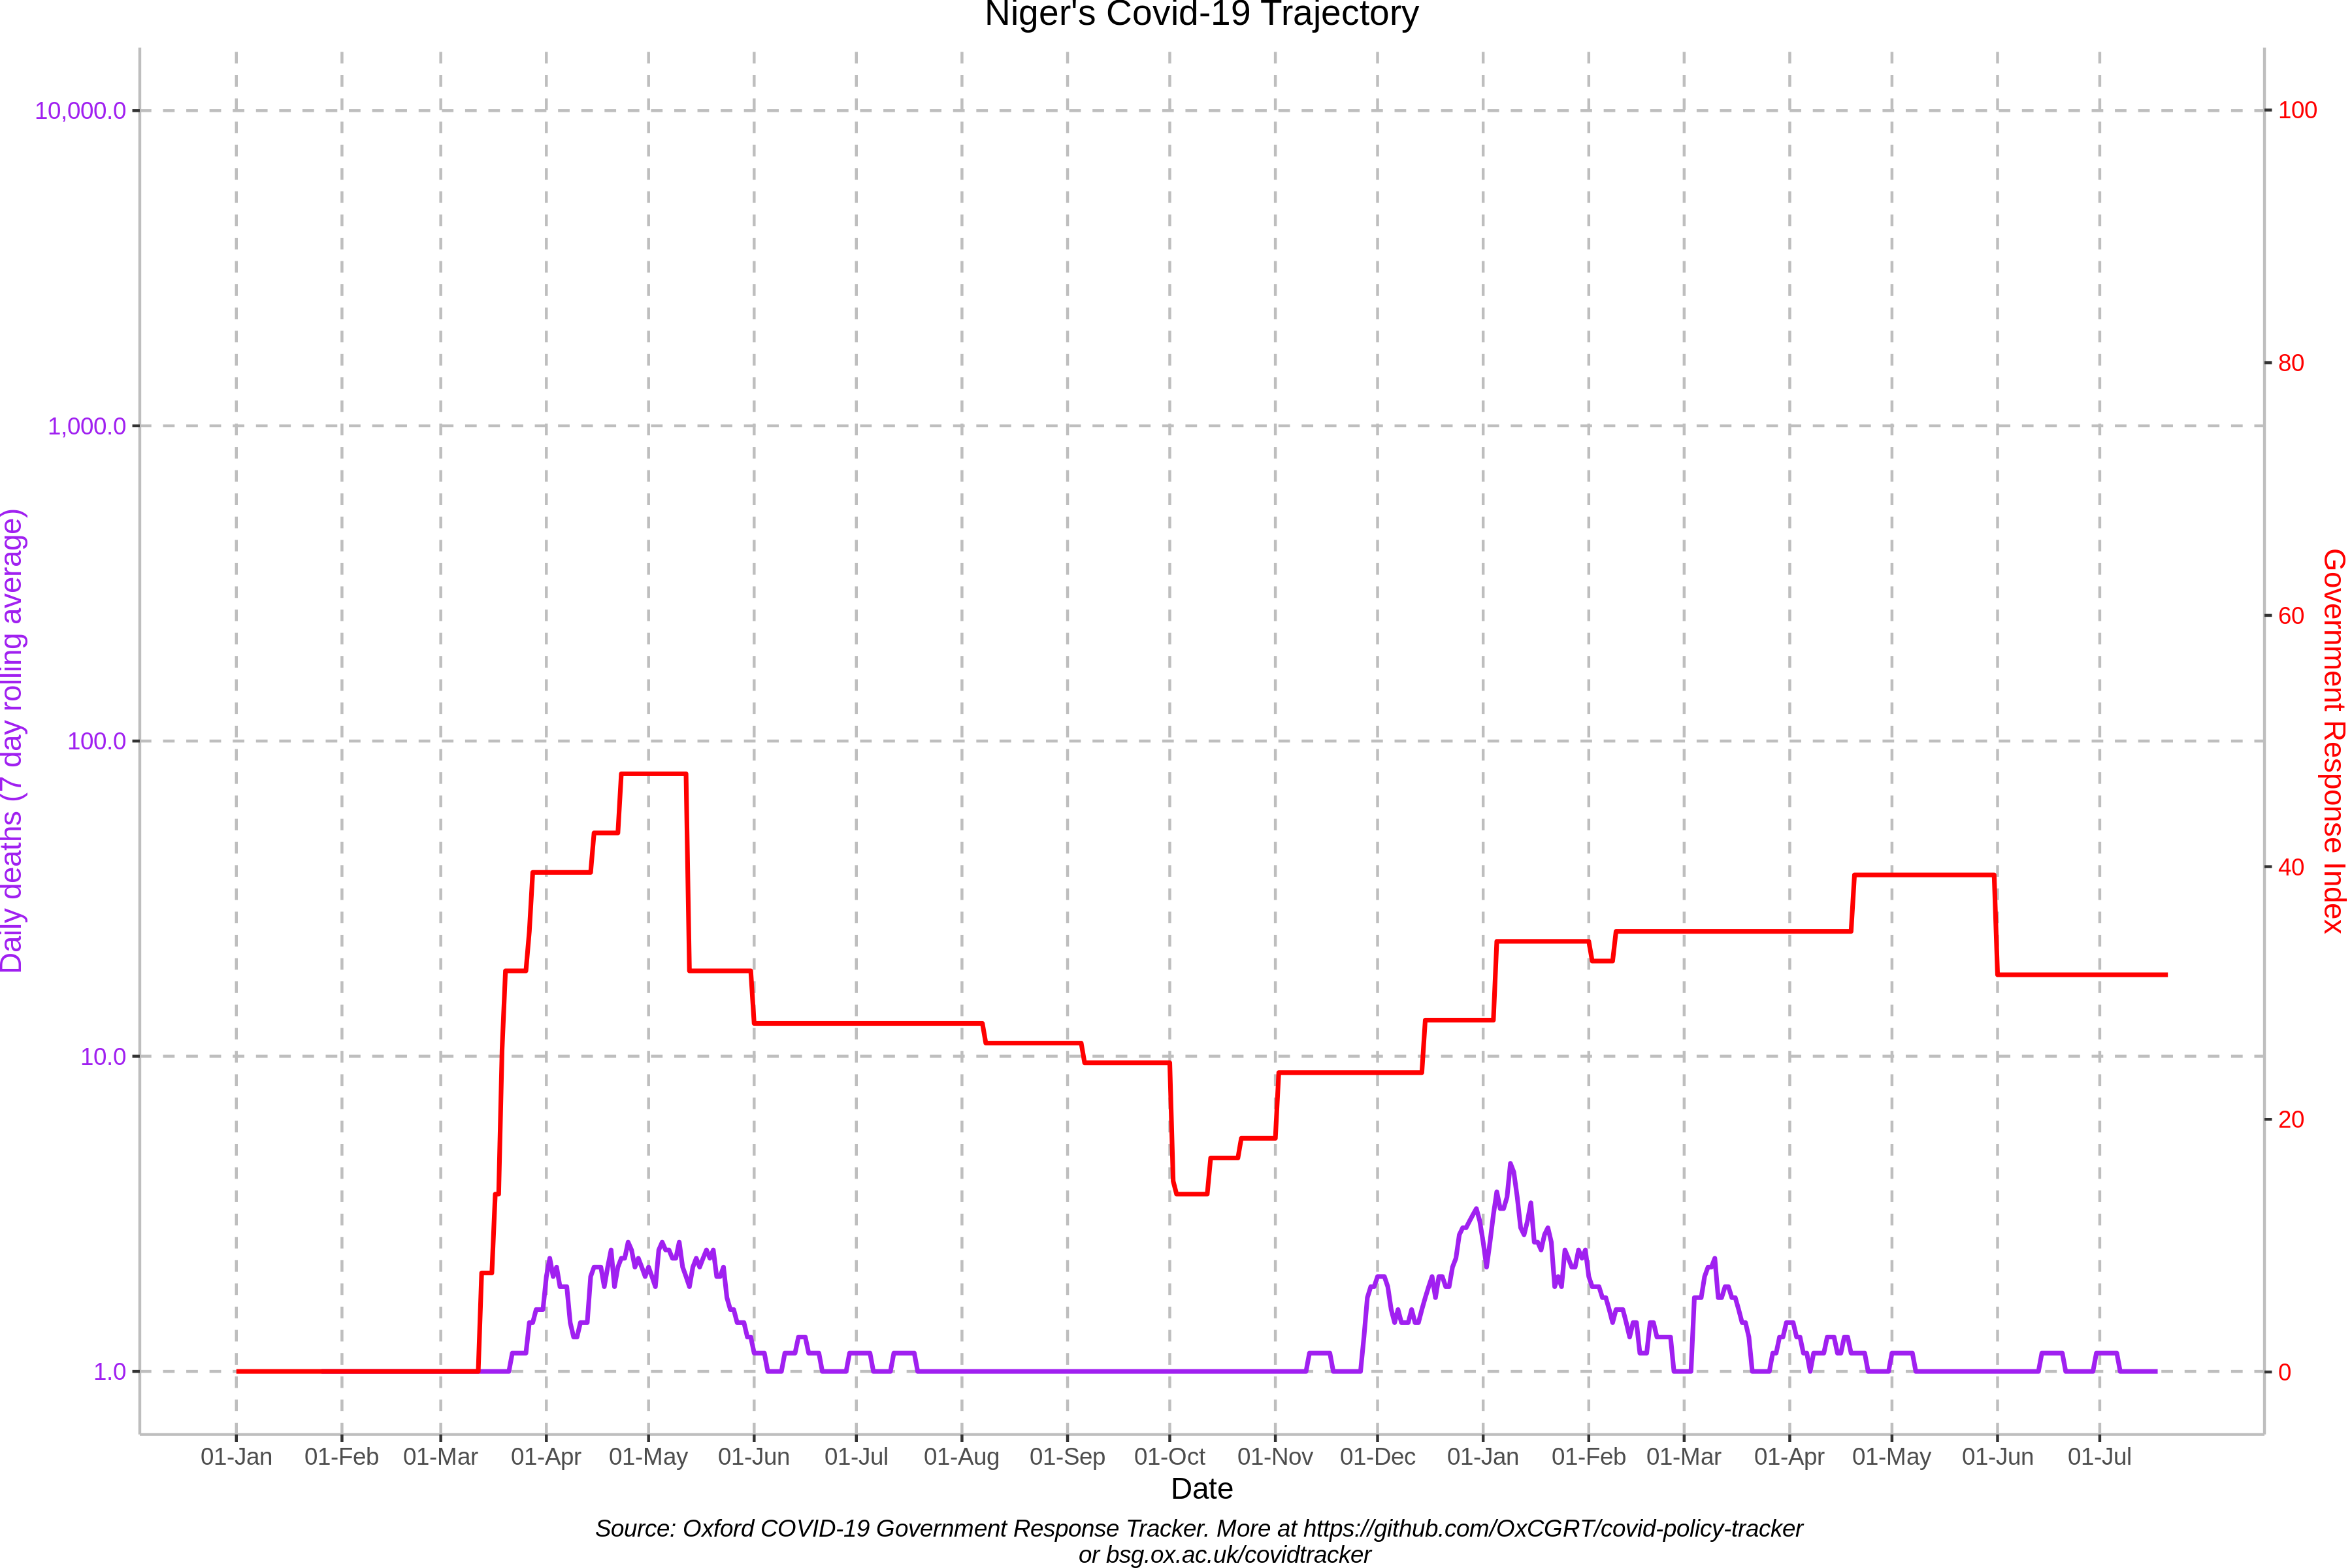 Niger's Covid-19 Trajectory
Daily deaths (7 day rolling average)
10,000.0
1,000.0
100.0
10.0
1.0
100
80
60
40
20
0
Government Response Index
01-Jan 01-Feb 01-Mar 01-Apr 01-May 01-Jun 01-Jul 01-Aug 01-Sep 01-Oct 01-Nov 01-Dec 01-Jan 01-Feb 01-Mar 01-Apr 01-May 01-Jun 01-Jul
Date
Source: Oxford COVID-19 Government Response Tracker. More at https://github.com/OxCGRT/covid-policy-tracker
or bsg.ox.ac.uk/covidtracker